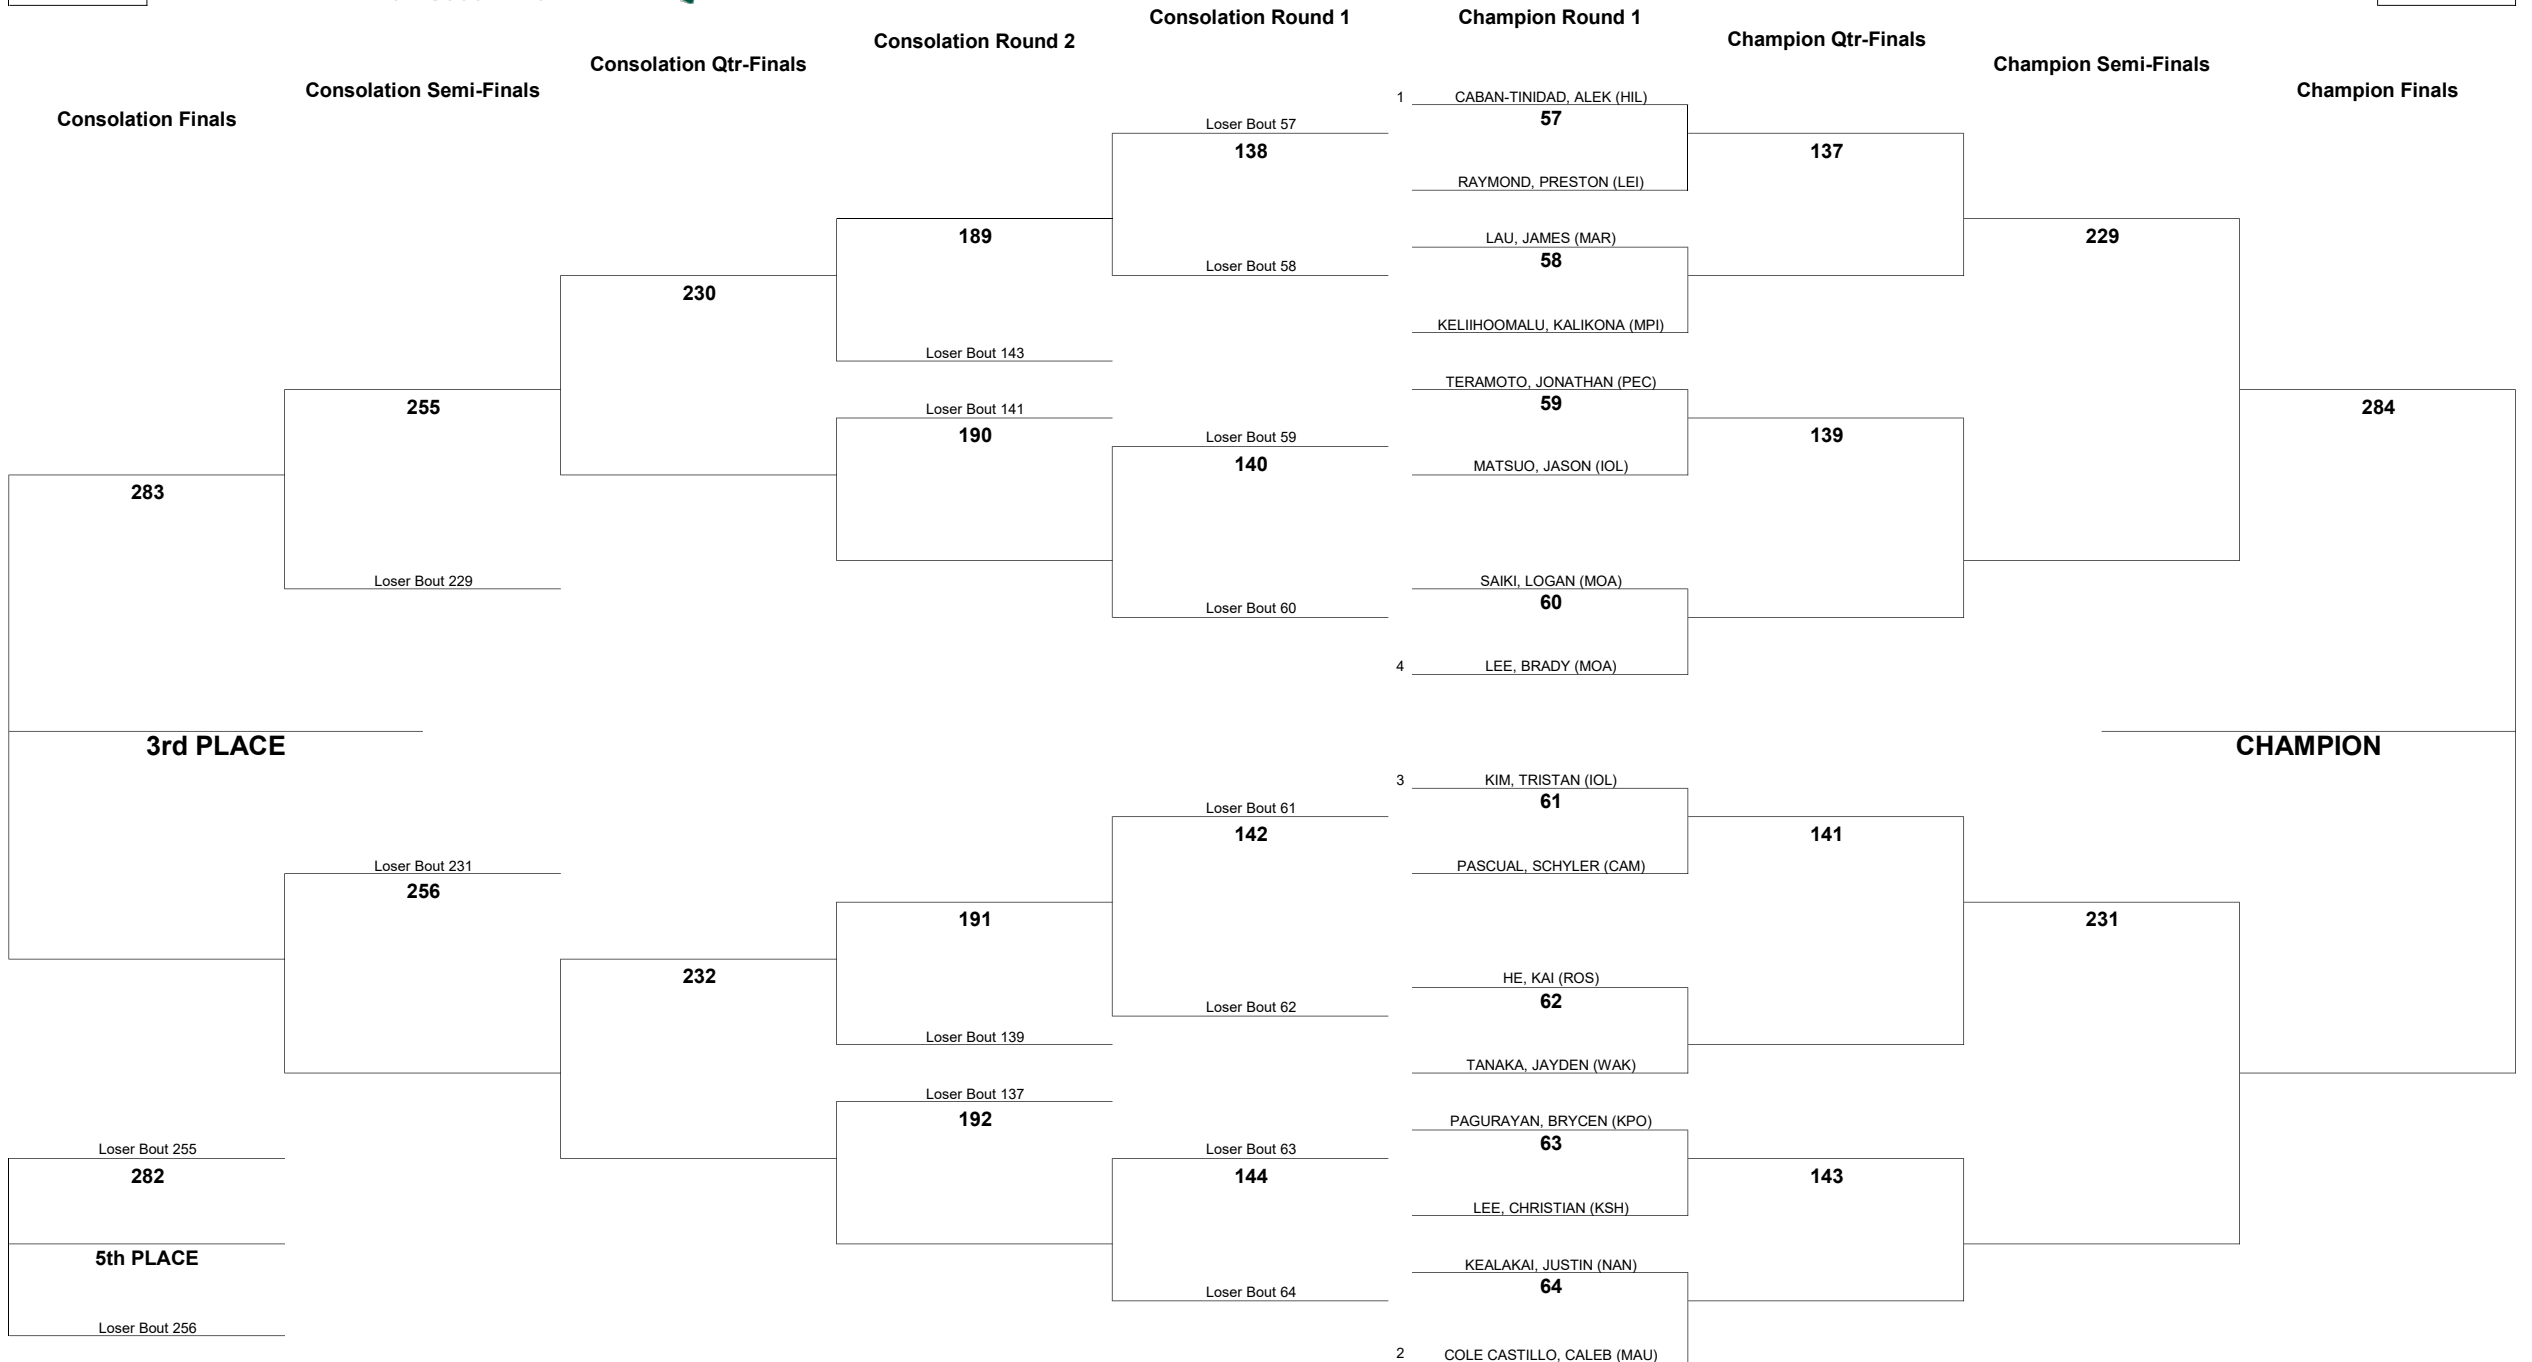 Consolation Round 1
Champion Round 1
Consolation Round 2
Champion Qtr-Finals
Consolation Qtr-Finals
Champion Semi-Finals
Consolation Semi-Finals
Champion Finals
Consolation Finals
1 CABAN-TINIDAD, ALEK (HIL)
57
RAYMOND, PRESTON (LEI)
LAU, JAMES (MAR)
58
KELIIHOOMALU, KALIKONA (MPI)
TERAMOTO, JONATHAN (PEC)
59
MATSUO, JASON (IOL)
SAIKI, LOGAN (MOA)
60
4 LEE, BRADY (MOA)
3 KIM, TRISTAN (IOL)
61
PASCUAL, SCHYLER (CAM)
HE, KAI (ROS)
62
TANAKA, JAYDEN (WAK)
PAGURAYAN, BRYCEN (KPO)
63
LEE, CHRISTIAN (KSH)
KEALAKAI, JUSTIN (NAN)
64
2 COLE CASTILLO, CALEB (MAU)
137
139
141
143
229
231
284
CHAMPION
Loser Bout 57
138
Loser Bout 58
Loser Bout 59
140
Loser Bout 60
Loser Bout 61
142
Loser Bout 62
Loser Bout 63
144
Loser Bout 64
189
Loser Bout 143
Loser Bout 141
190
191
Loser Bout 139
Loser Bout 137
192
230
232
255
Loser Bout 229
Loser Bout 231
256
283
3rd PLACE
Loser Bout 255
282
5th PLACE
Loser Bout 256